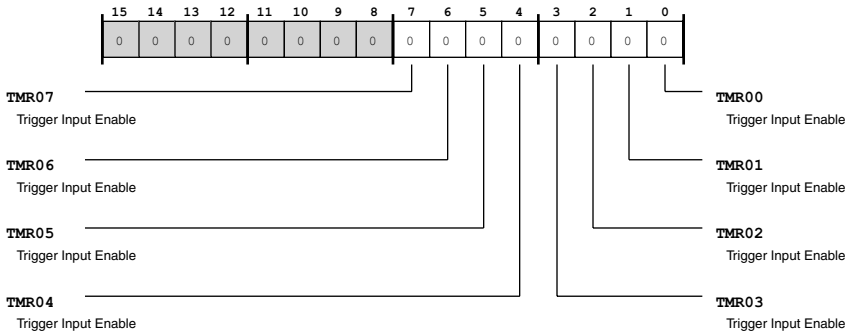 15 14 13 12 11 10 9 8 7 6 5 4 3 2 1 0
0 0 0 0 0 0 0 0 0 0 0 0 0 0 0 0
TMR07 TMR00
Trigger Input Enable Trigger Input Enable
TMR06 TMR01
Trigger Input Enable Trigger Input Enable
TMR05 TMR02
Trigger Input Enable Trigger Input Enable
TMR04 TMR03
Trigger Input Enable Trigger Input Enable